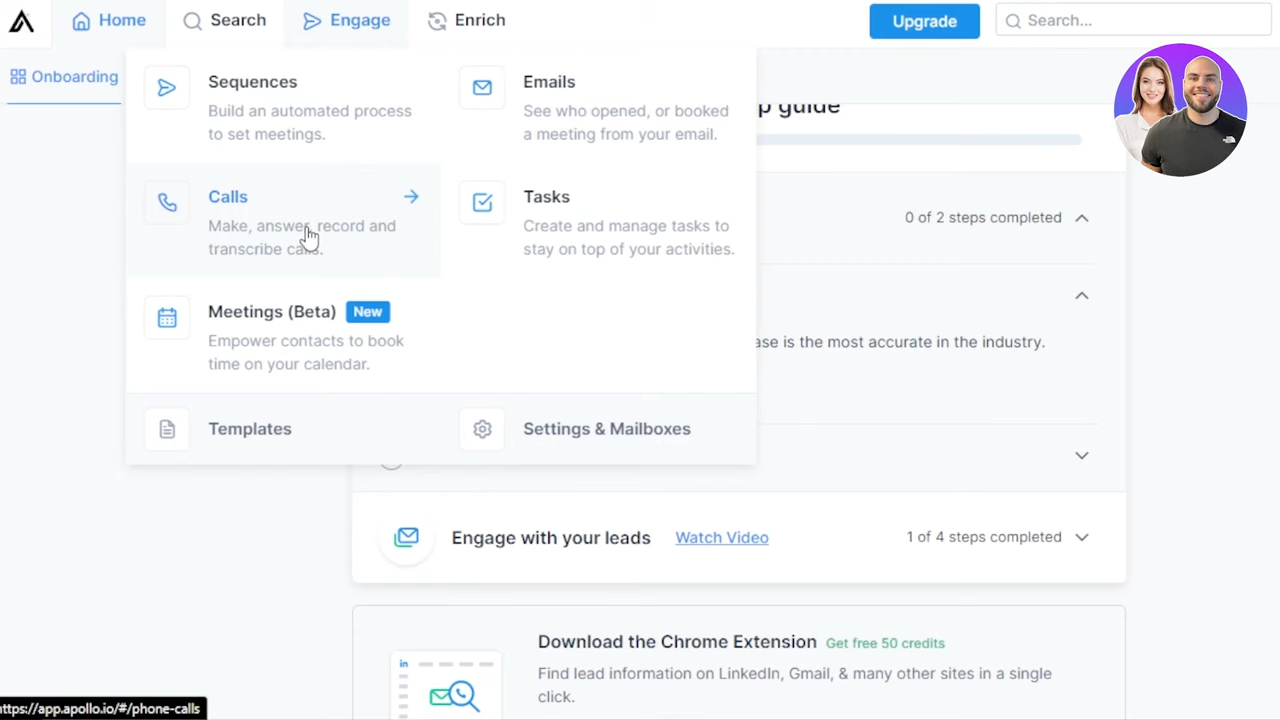 Home
Search
Engage
Enrich
Upgrade
Search...
Onboarding
Sequences
Build an automated process
to set meetings.
Emails
See who opened, or booked
a meeting from your email.
p guide
Calls
Make, answer, record and
transcribe calls.
Tasks
Create and manage tasks to
stay on top of your activities.
0 of 2 steps completed
Meetings (Beta) New
Empower contacts to book
time on your calendar.
ase is the most accurate in the industry.
Templates
Settings & Mailboxes
Engage with your leads Watch Video 1 of 4 steps completed
Download the Chrome Extension Get free 50 credits
Find lead information on LinkedIn, Gmail, & many other sites in a single
click.
in
https://app.apollo.io/#/phone-calls